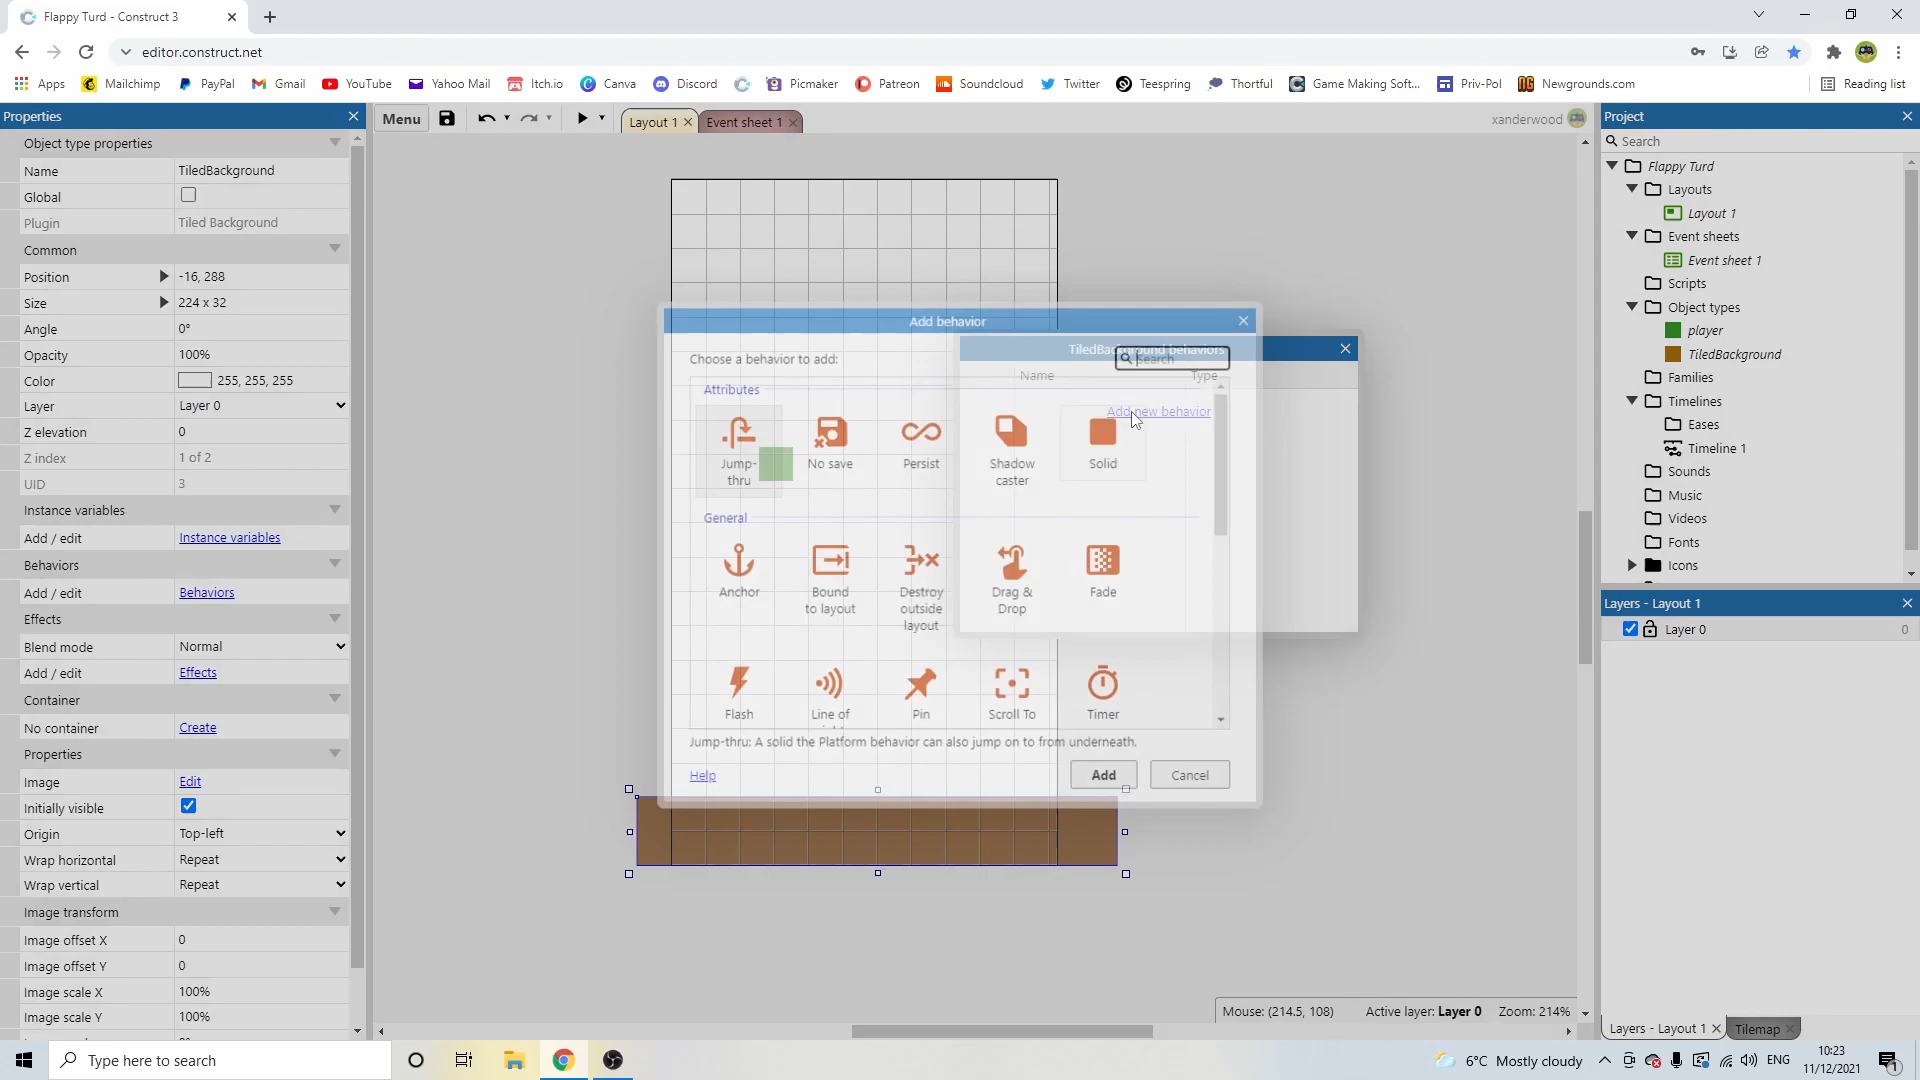 Flappy Turd - Construct 3
editor.construct.net
Apps
Mailchimp
PayPal
Gmail
YouTube
Yahoo Mail
Itch.io
Canva
Discord
Picmaker
Patreon
Soundcloud
Twitter
Teespring
Thortful
Game Making Soft...
Priv-Pol
Newgrounds.com
Reading list
Properties
Object type properties
Name TiledBackground
Global
Plugin Tiled Background
Common
Position -16, 288
Size 224 x 32
Angle 0°
Opacity 100%
Color 255, 255, 255
Layer Layer 0
Z elevation 0
Z index 1 of 2
UID 3
Instance variables
Add / edit Instance variables
Behaviors
Add / edit Behaviors
Effects
Blend mode Normal
Add / edit Effects
Container
No container Create
Properties
Image Edit
Initially visible
Origin Top-left
Wrap horizontal Repeat
Wrap vertical Repeat
Image transform
Image offset X 0
Image offset Y 0
Image scale X 100%
Image scale Y 100%
Menu
Layout 1
Event sheet 1
xanderwood
Add behavior
Choose a behavior to add:
Search
Attributes
Jump-
thru
No save
Persist
Shadow
caster
Solid
General
Anchor
Bound
to layout
Destroy
outside
layout
Drag &
Drop
Fade
Flash
Line of
Pin
Scroll To
Timer
Jump-thru: A solid the Platform behavior can also jump on to from underneath.
Help
Add
Cancel
TiledBackground behaviors
Name
Type
Add new behavior
Mouse: (214.5, 108)
Active layer: Layer 0
Zoom: 214%
Project
Search
Flappy Turd
Layouts
Layout 1
Event sheets
Event sheet 1
Scripts
Object types
player
TiledBackground
Families
Timelines
Eases
Timeline 1
Sounds
Music
Videos
Fonts
Icons
Layers - Layout 1
Layer 0 0
Layers - Layout 1
Tilemap
Type here to search
6°C Mostly cloudy
ENG
10:23
11/12/2021
1